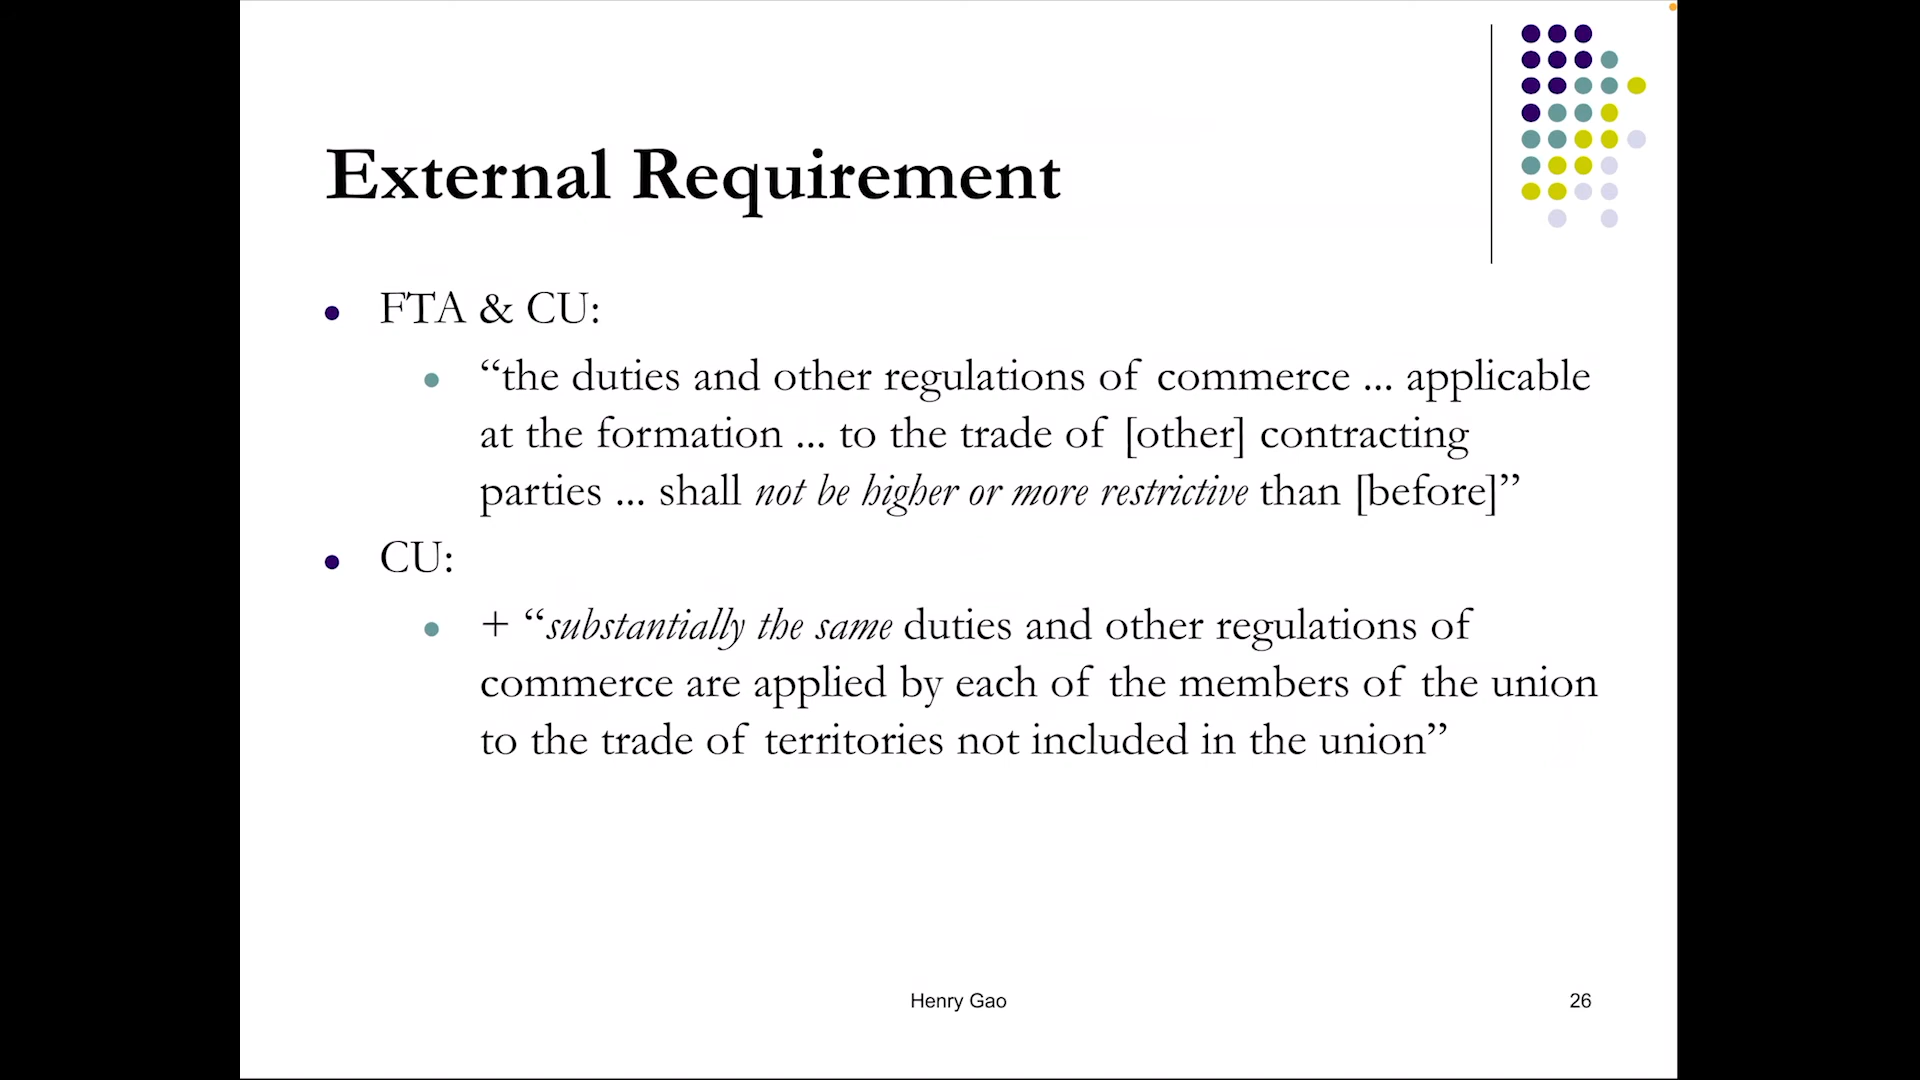 External Requirement
• FTA & CU:
• “the duties and other regulations of commerce ... applicable
at the formation ... to the trade of [other] contracting
parties ... shall not be higher or more restrictive than [before]”
• CU:
• + “substantially the same duties and other regulations of
commerce are applied by each of the members of the union
to the trade of territories not included in the union”
Henry Gao
26